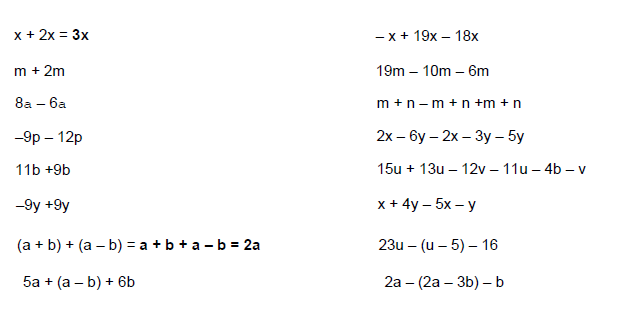 x + 2x = 3x
m + 2m
8a – 6a
–9p – 12p
11b +9b
–9y +9y
(a + b) + (a – b) = a + b + a – b = 2a
5a + (a – b) + 6b
– x + 19x – 18x
19m – 10m – 6m
m + n – m + n +m + n
2x – 6y – 2x – 3y – 5y
15u + 13u – 12v – 11u – 4b – v
x + 4y – 5x – y
23u – (u – 5) – 16
2a – (2a – 3b) – b